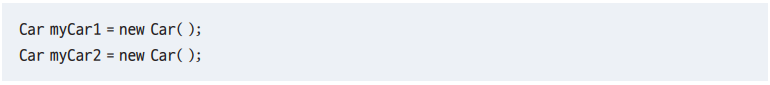 Car myCar1 = new Car( );
Car myCar2 = new Car( );